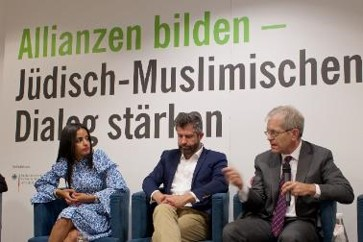 Allianzen bilden –
Jüdisch-Muslimischen
Dialog stärken